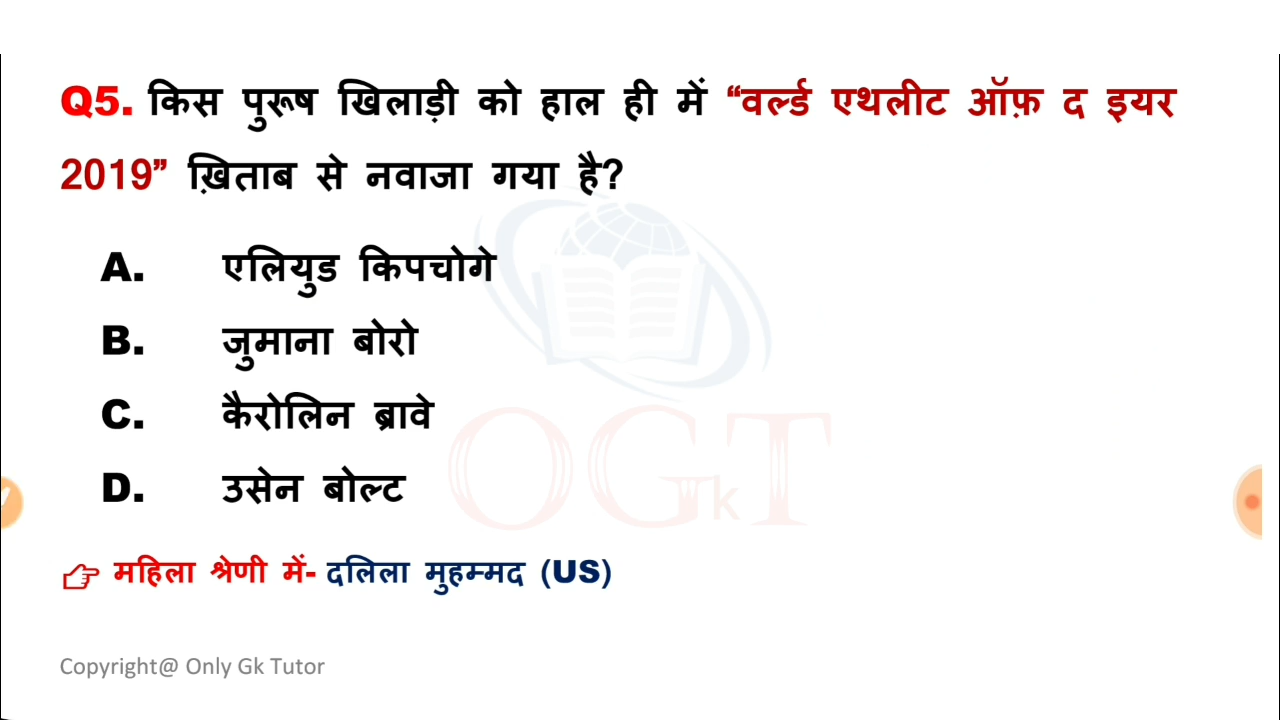 Q5. किस पुरूष खिलाड़ी को हाल ही में “वर्ल्ड एथलीट ऑफ़ द इयर
2019” ख़िताब से नवाजा गया है?
A. एलियुड किपचोगे
B. जुमाना बोरो
C. कैरोलिन ब्रावे
D. उसेन बोल्ट
OGkT
महिला श्रेणी में- दलिला मुहम्मद (US)
Copyright@ Only Gk Tutor